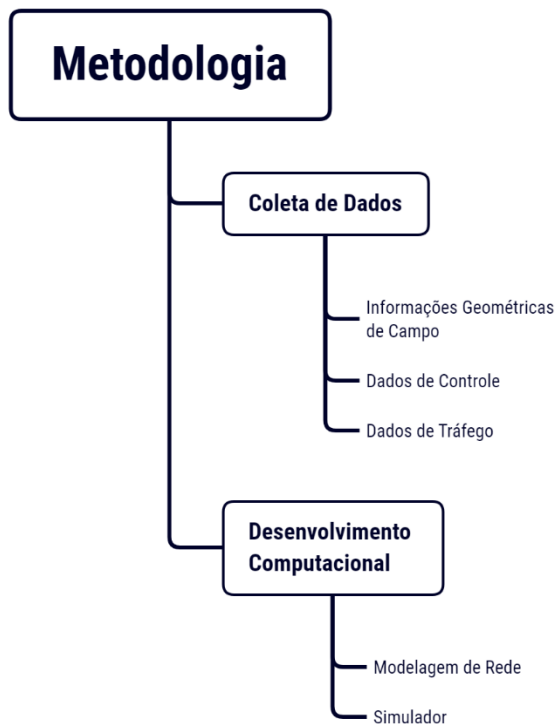 Metodologia
Coleta de Dados
Informações Geométricas
de Campo
Dados de Controle
Dados de Tráfego
Desenvolvimento
Computacional
Modelagem de Rede
Simulador